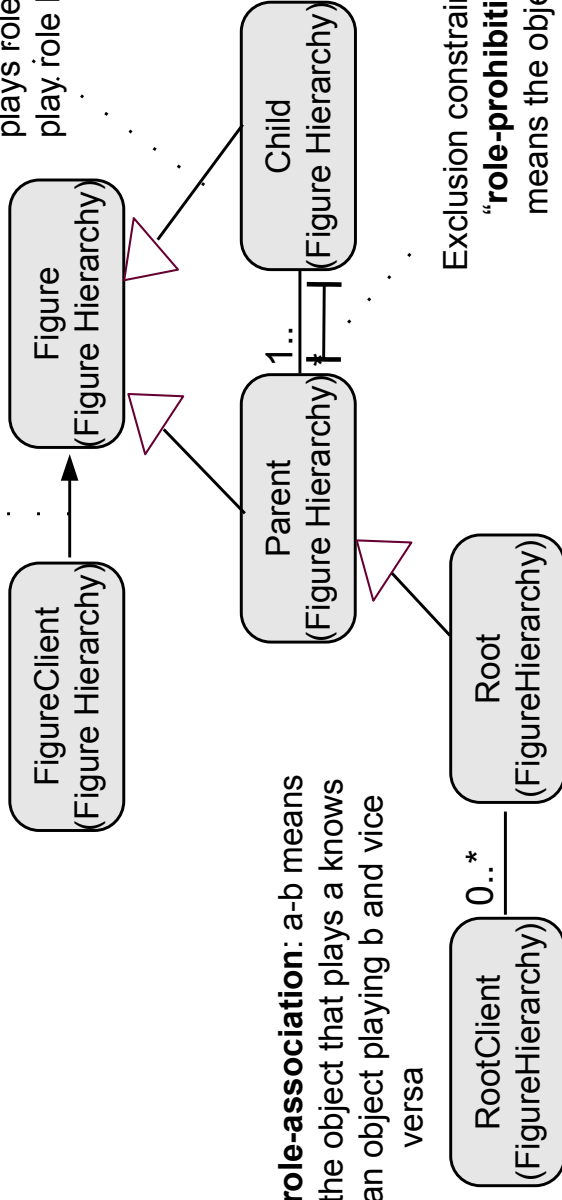 plays role
play role
Figure
(Figure Hierarchy)
FigureClient
(Figure Hierarchy)
Child
(Figure Hierarchy)
1..
*
Parent
(Figure Hierarchy)
Exclusion constrain
“role-prohibiti
means the obje
role-association: a-b means
the object that plays a knows
an object playing b and vice
versa
Root
(FigureHierarchy)
0..*
RootClient
(FigureHierarchy)